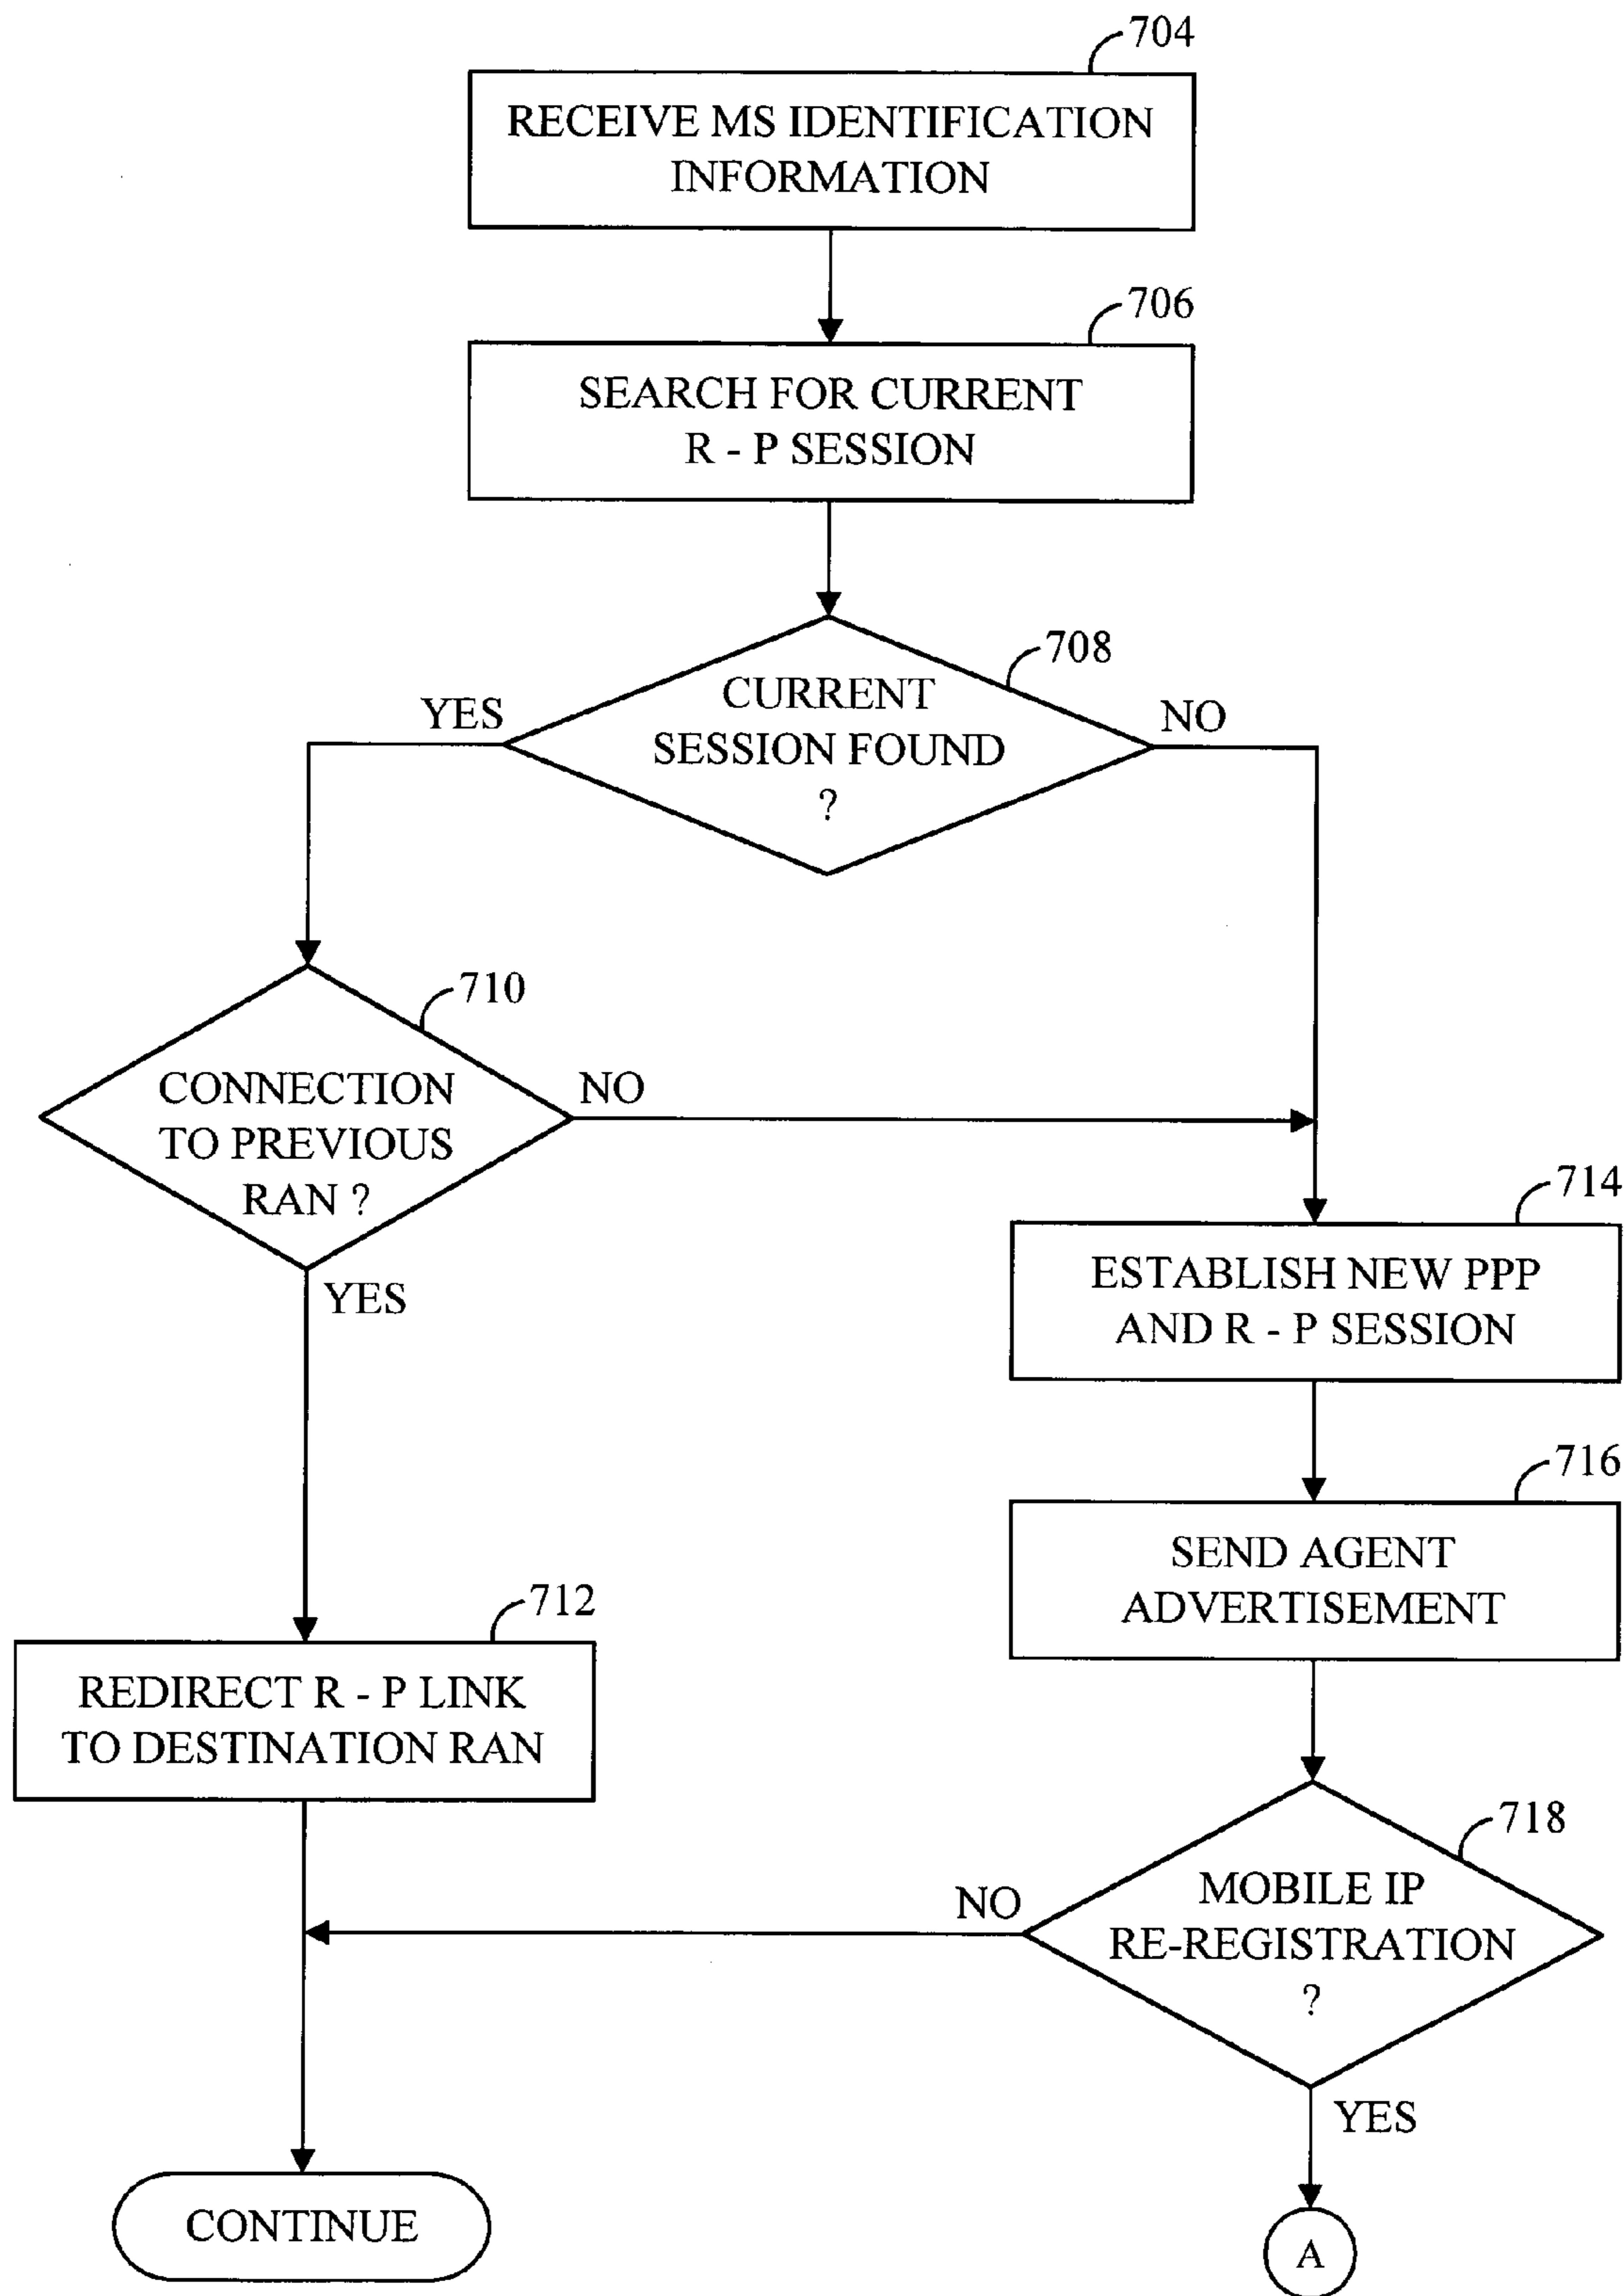 704
RECEIVE MS IDENTIFICATION
INFORMATION
706
SEARCH FOR CURRENT
R - P SESSION
708
CURRENT
SESSION FOUND
?
YES
NO
710
CONNECTION
TO PREVIOUS
RAN ?
NO
YES
714
ESTABLISH NEW PPP
AND R - P SESSION
716
SEND AGENT
ADVERTISEMENT
712
REDIRECT R - P LINK
TO DESTINATION RAN
718
MOBILE IP
RE-REGISTRATION
?
NO
YES
CONTINUE
A